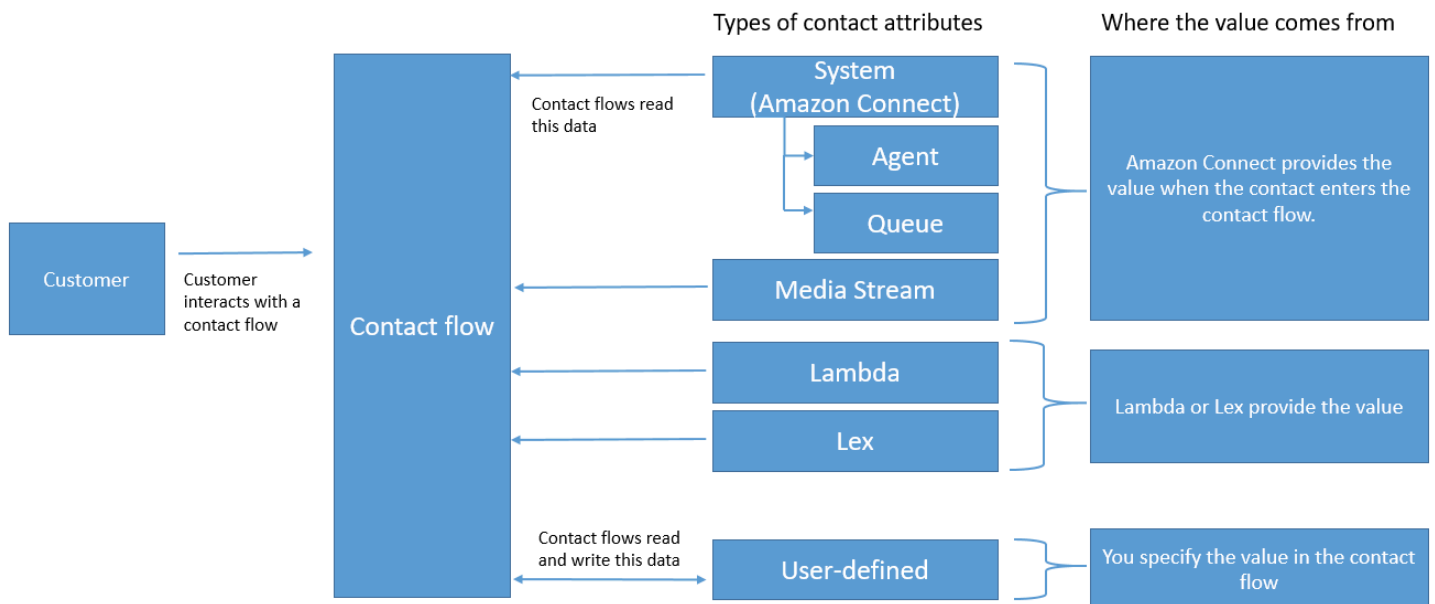 Types of contact attributes
Where the value comes from
System
(Amazon Connect)
Contact flows read
this data
Agent
Amazon Connect provides the
value when the contact enters the
contact flow.
Queue
Customer
Customer
interacts with a
contact flow
Media Stream
Contact flow
Lambda
Lambda or Lex provide the value
Lex
Contact flows read
and write this data
User-defined
You specify the value in the contact
flow